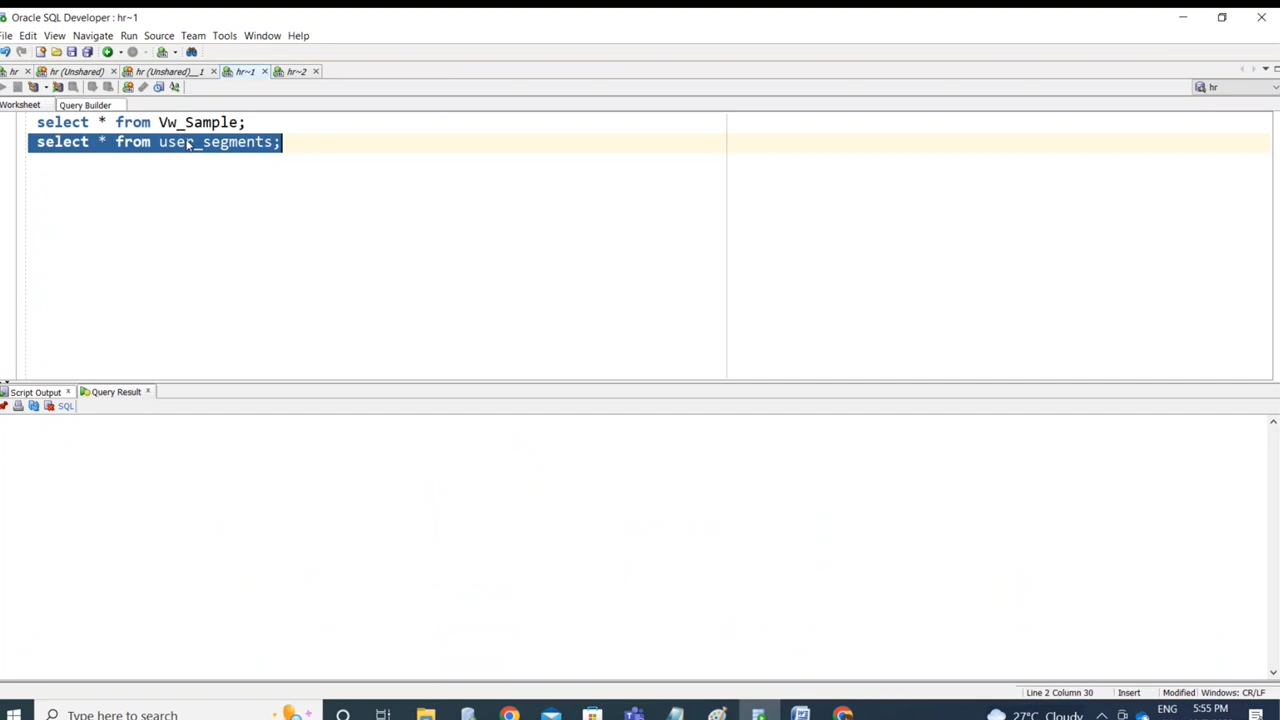 Oracle SQL Developer : hr~1
File Edit View Navigate Run Source Team Tools Window Help
hr hr (Unshared) hr (Unshared)__1 hr~1 hr~2
hr
Worksheet Query Builder
select * from Vw_Sample;
select * from user_segments;
Script Output Query Result
SQL
Line 2 Column 30 Insert Modified Windows: CR/LF
Type here to search 27°C Cloudy ENG 5:55 PM